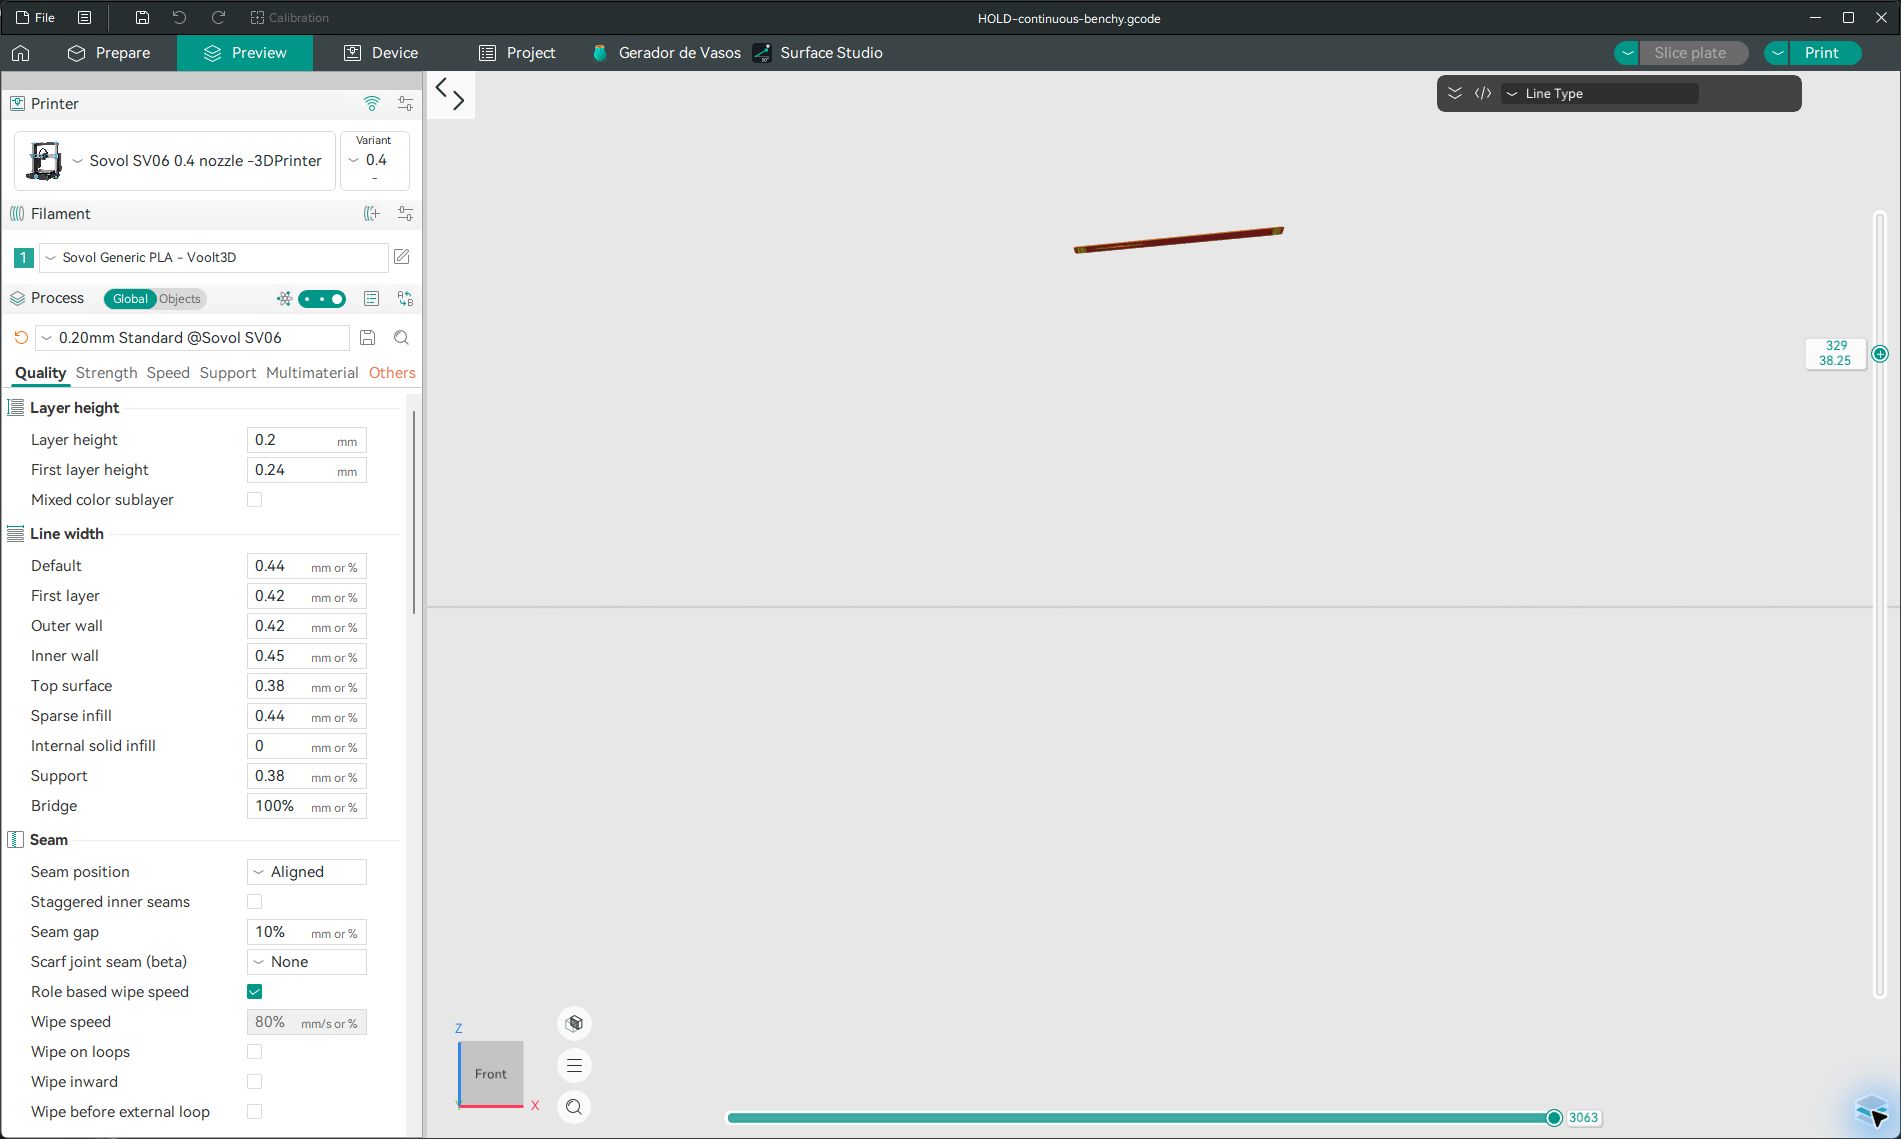 File
Calibration
HOLD-continuous-benchy.gcode
Prepare
Preview
Device
Project
Gerador de Vasos
Surface Studio
Slice plate
Print
Printer
Sovol SV06 0.4 nozzle -3DPrinter
Variant
0.4
-
Filament
1
Sovol Generic PLA - Voolt3D
Process
Global
Objects
0.20mm Standard @Sovol SV06
Quality
Strength
Speed
Support
Multimaterial
Others
Layer height
Layer height 0.2 mm
First layer height 0.24 mm
Mixed color sublayer
Line width
Default 0.44 mm or %
First layer 0.42 mm or %
Outer wall 0.42 mm or %
Inner wall 0.45 mm or %
Top surface 0.38 mm or %
Sparse infill 0.44 mm or %
Internal solid infill 0 mm or %
Support 0.38 mm or %
Bridge 100% mm or %
Seam
Seam position Aligned
Staggered inner seams
Seam gap 10% mm or %
Scarf joint seam (beta) None
Role based wipe speed
Wipe speed 80% mm/s or %
Wipe on loops
Wipe inward
Wipe before external loop
Line Type
329
38.25
Z
Front
Y
X
3063